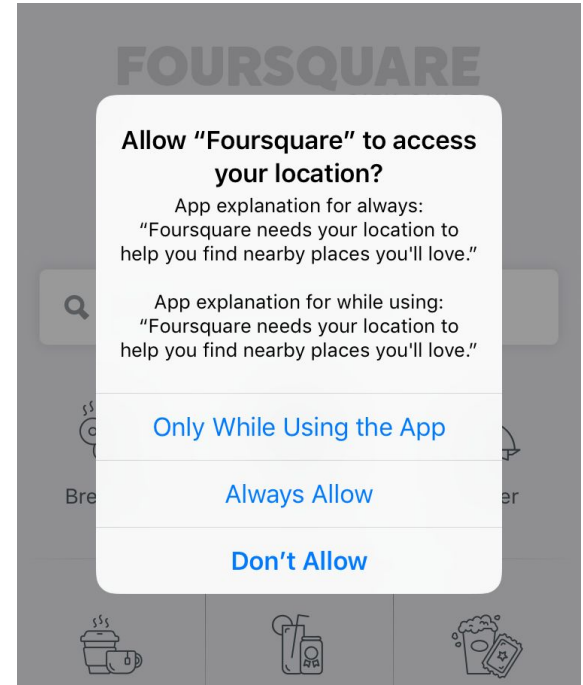 FOURSQUARE
Allow “Foursquare” to access
your location?
App explanation for always:
“Foursquare needs your location to
help you find nearby places you'll love.”
App explanation for while using:
“Foursquare needs your location to
help you find nearby places you'll love.”
Only While Using the App
Bre
Always Allow
er
Don’t Allow